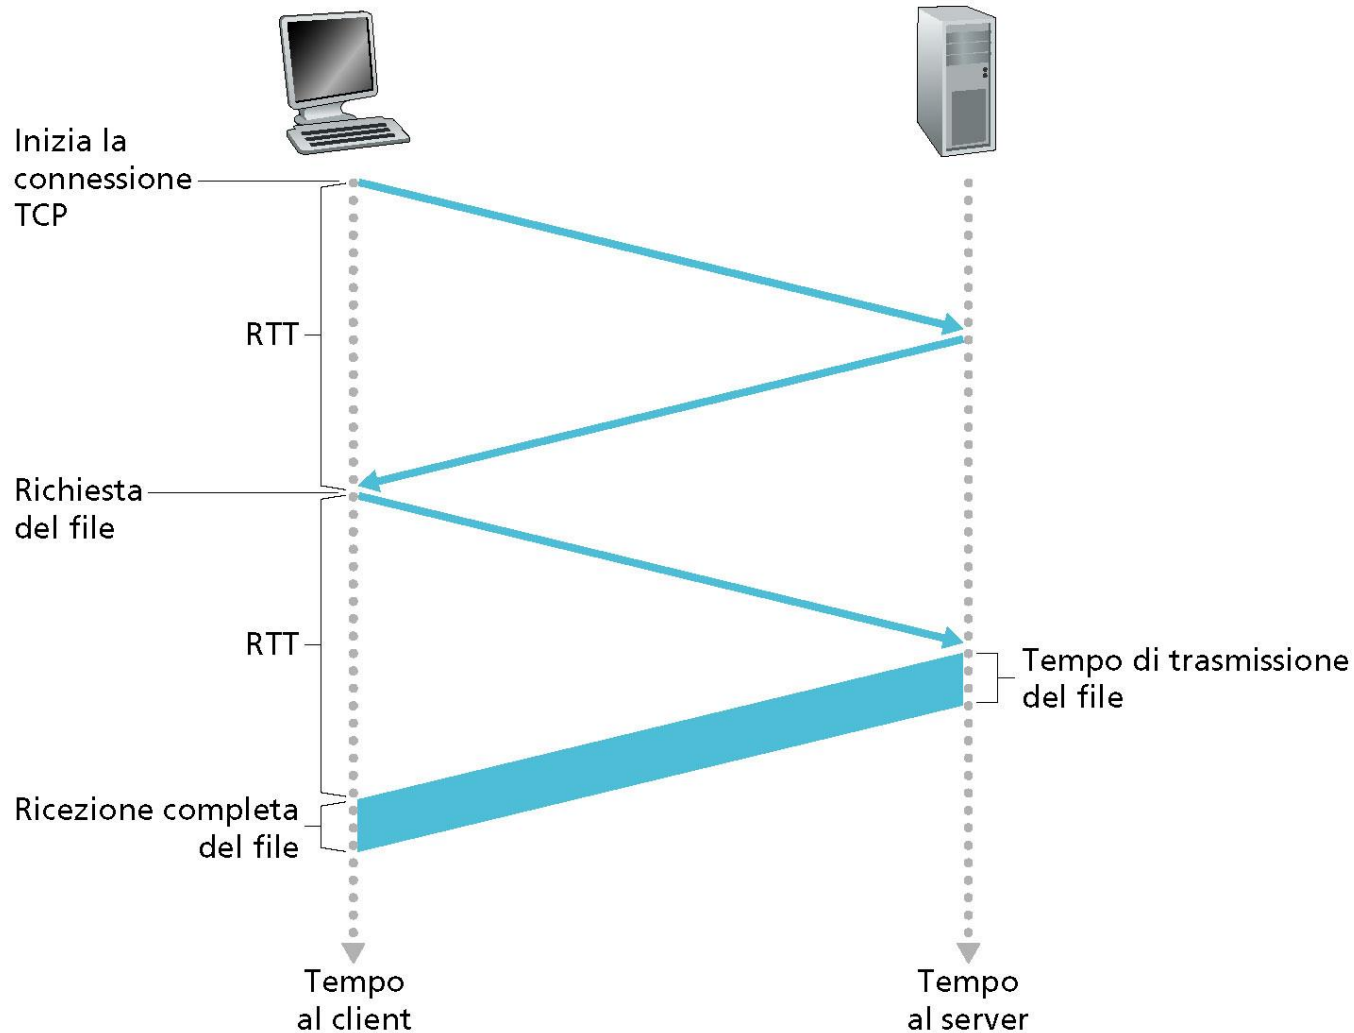 Inizia la
connessione
TCP
RTT
Richiesta
del file
RTT
Tempo di trasmissione
del file
Ricezione completa
del file
Tempo
al client
Tempo
al server